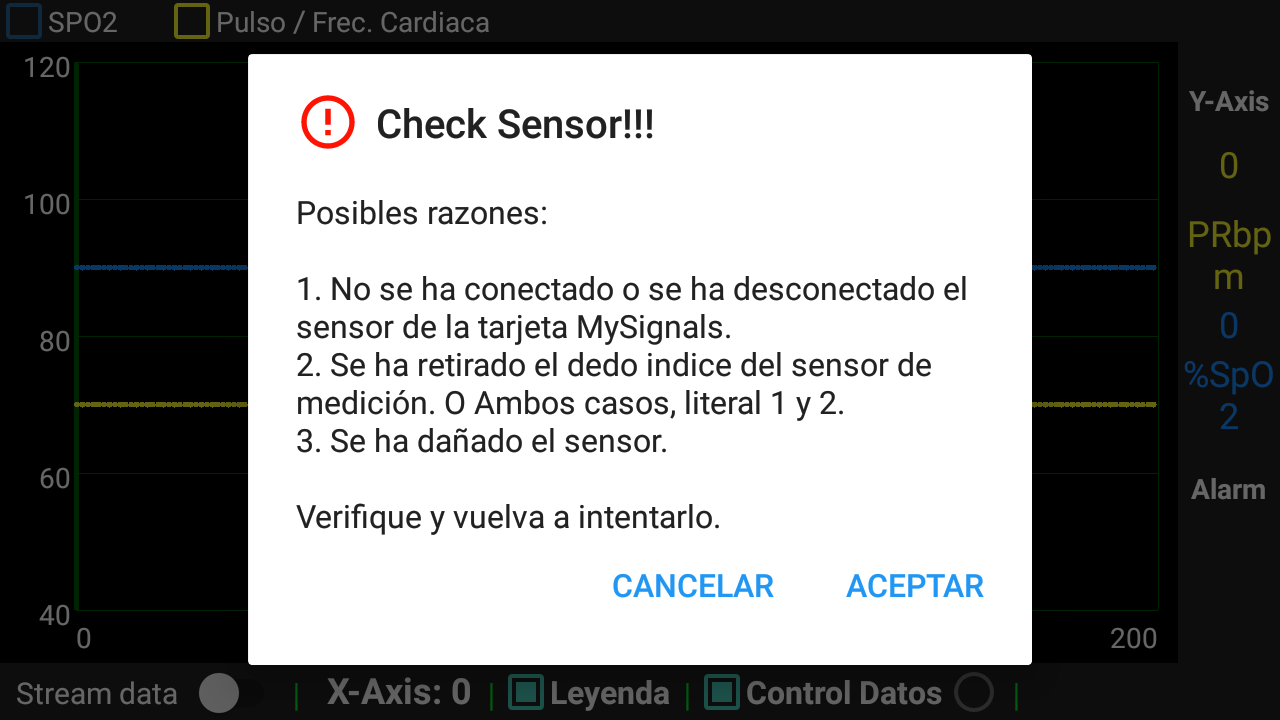 SPO2 Pulso / Frec. Cardiaca
120
100
80
60
40
0
200
Check Sensor!!!
Posibles razones:
1. No se ha conectado o se ha desconectado el
sensor de la tarjeta MySignals.
2. Se ha retirado el dedo indice del sensor de
medición. O Ambos casos, literal 1 y 2.
3. Se ha dañado el sensor.
Verifique y vuelva a intentarlo.
CANCELAR ACEPTAR
Y-Axis
0
PRbp
m
0
%SpO
2
Alarm
Stream data | X-Axis: 0 | Leyenda | Control Datos |